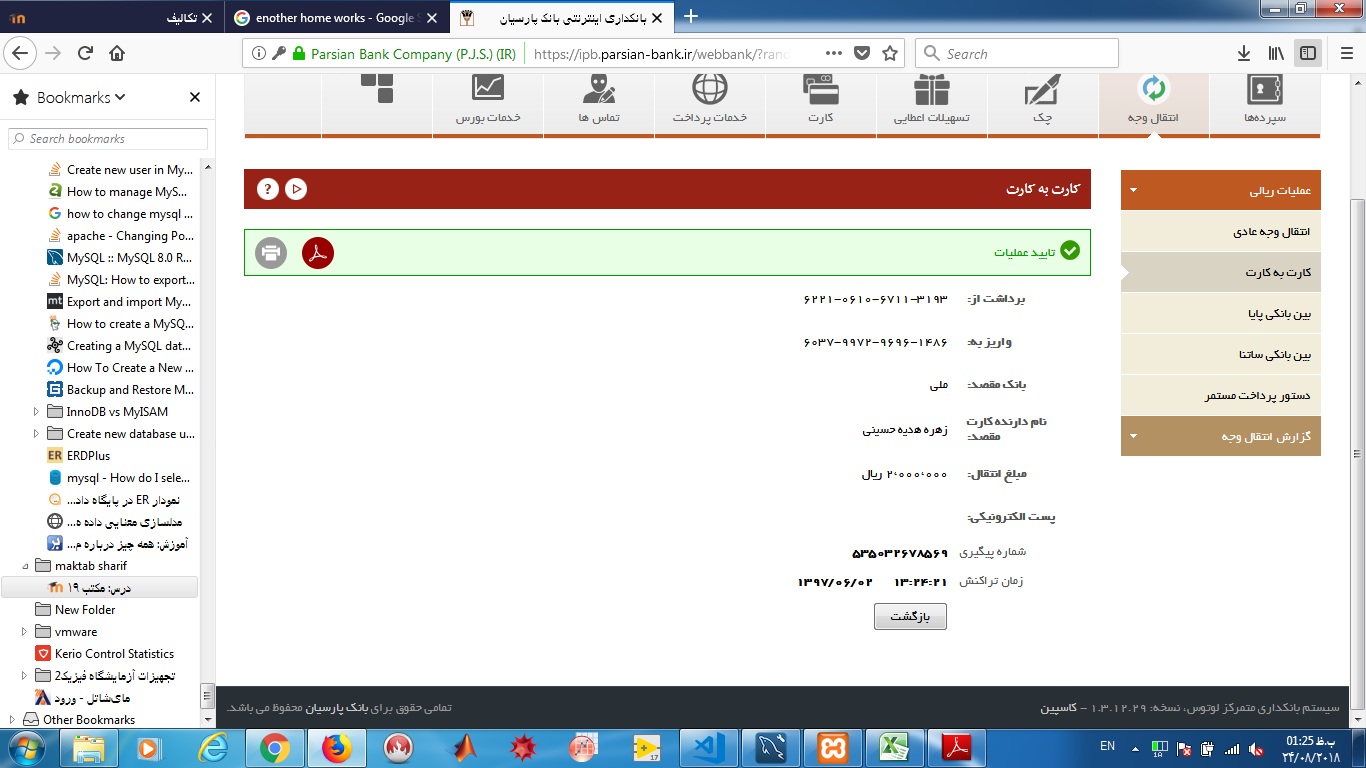 تکالیف
enother home works - Google S
بانکداری اینترنتی بانک پارسیان
Parsian Bank Company (P.J.S.) (IR)
https://ipb.parsian-bank.ir/webbank/?ran
Search
Bookmarks
Search bookmarks
Create new user in My...
How to manage MyS...
how to change mysql ...
apache - Changing Po...
MySQL :: MySQL 8.0 R...
MySQL: How to export...
Export and import My...
How to create a MySQ...
Creating a MySQL dat...
How To Create a New ...
Backup and Restore M...
InnoDB vs MyISAM
Create new database u...
ERDPlus
mysql - How do I sele...
نمودار ER در پایگاه داد...
مدلسازی معنایی داده ه...
آموزش: همه چیز درباره م...
maktab sharif
درس: مکتب ۱۹
New Folder
vmware
Kerio Control Statistics
تجهیزات آزمایشگاه فیزیک2
مای‌شاتل - ورود
Other Bookmarks
سپرده‌ها
انتقال وجه
چک
تسهیلات اعطایی
کارت
خدمات پرداخت
تماس ها
خدمات بورس
عملیات ریالی
انتقال وجه عادی
کارت به کارت
بین بانکی پایا
بین بانکی ساتنا
دستور پرداخت مستمر
گزارش انتقال وجه
کارت به کارت
تایید عملیات
برداشت از: ۶۲۲۱-۰۶۱۰-۶۷۱۱-۳۱۹۳
واریز به: ۶۰۳۷-۹۹۷۲-۹۶۹۶-۱۴۸۶
بانک مقصد: ملی
نام دارنده کارت مقصد: زهره هدیه حسینی
مبلغ انتقال: ۲،۰۰۰،۰۰۰ ریال
پست الکترونیکی:
شماره پیگیری ۵۳۵۰۳۲۶۷۸۵۶۹
زمان تراکنش ۱۳:۲۴:۲۱ ۱۳۹۷/۰۶/۰۲
بازگشت
سیستم بانکداری متمرکز لوتوس، نسخه: ۱.۳.۱۲.۲۹ - کاسپین
تمامی حقوق برای بانک پارسیان محفوظ می باشد.
EN
01:25 ب.ظ
۲۴/۰۸/۲۰۱۸